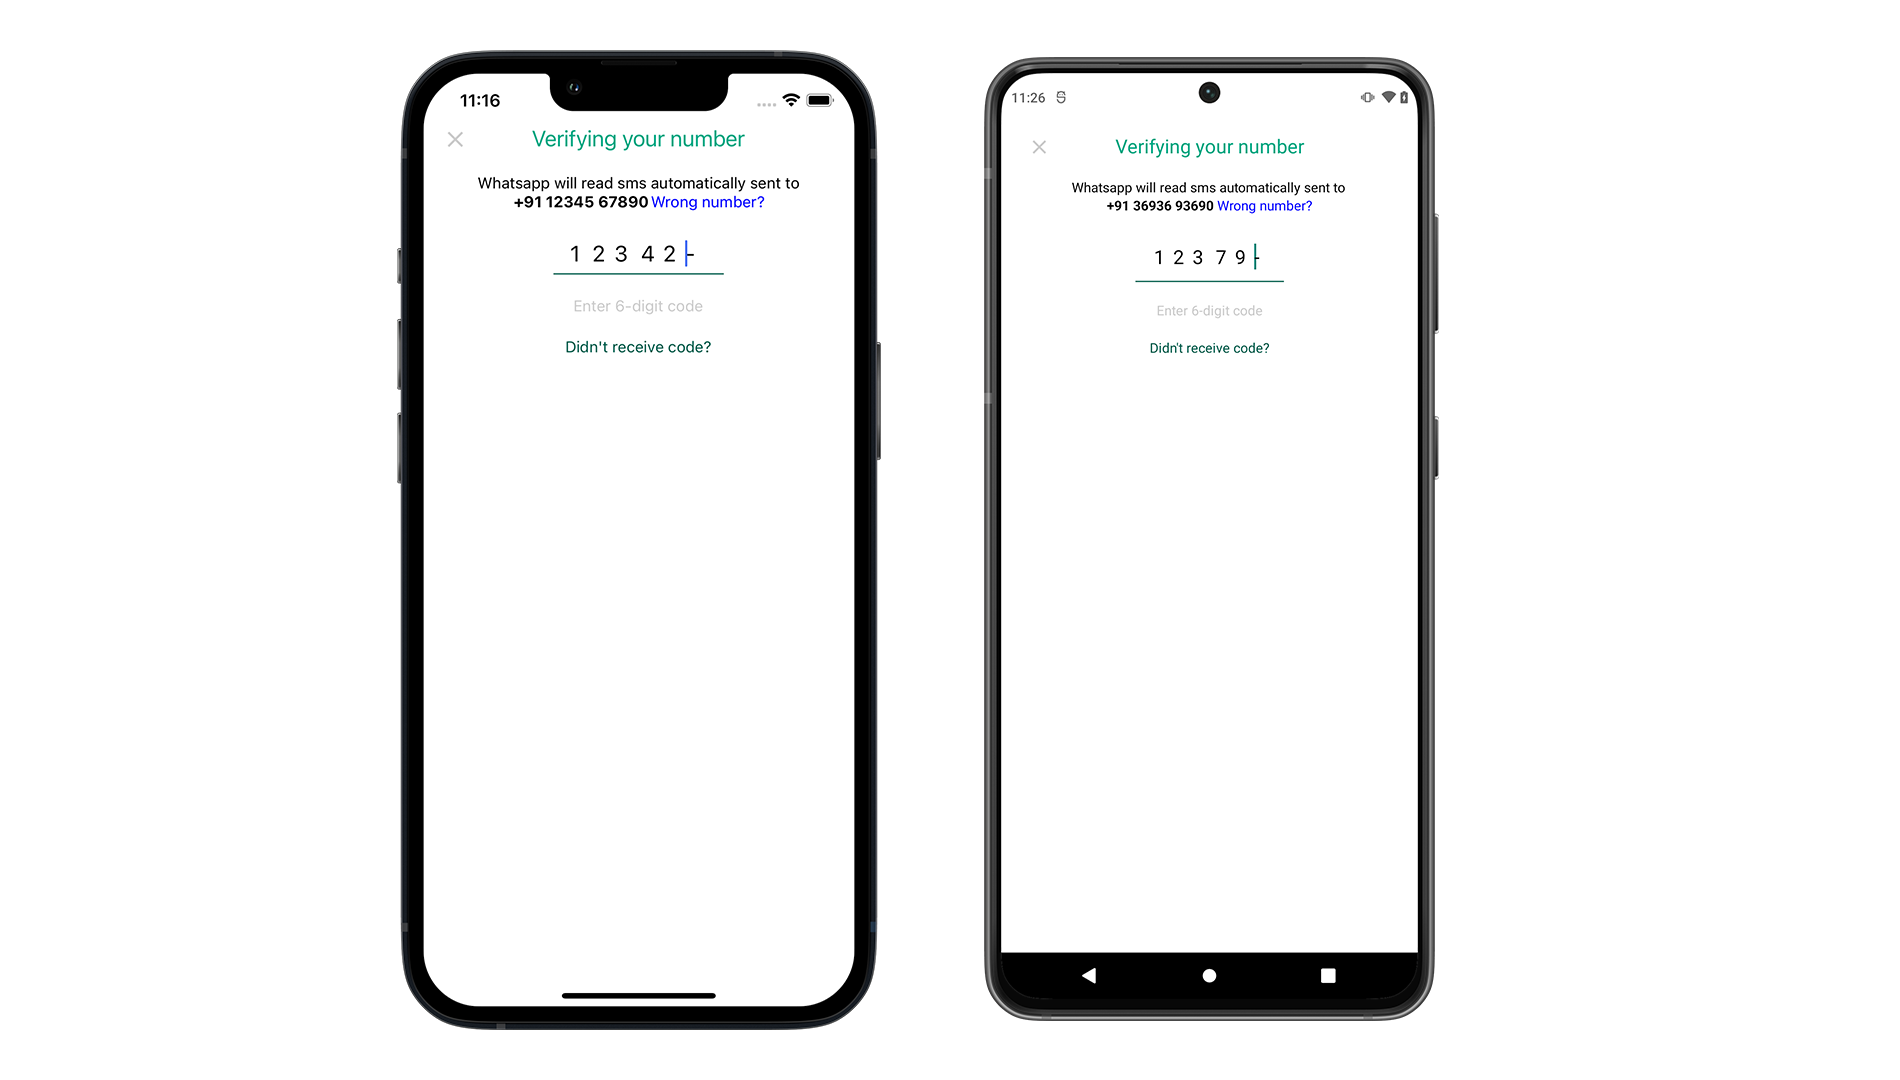 11:16
Verifying your number
Whatsapp will read sms automatically sent to
+91 12345 67890 Wrong number?
1 2 3 4 2 -
Enter 6-digit code
Didn't receive code?
11:26
Verifying your number
Whatsapp will read sms automatically sent to
+91 36936 93690 Wrong number?
1 2 3 7 9 -
Enter 6-digit code
Didn't receive code?